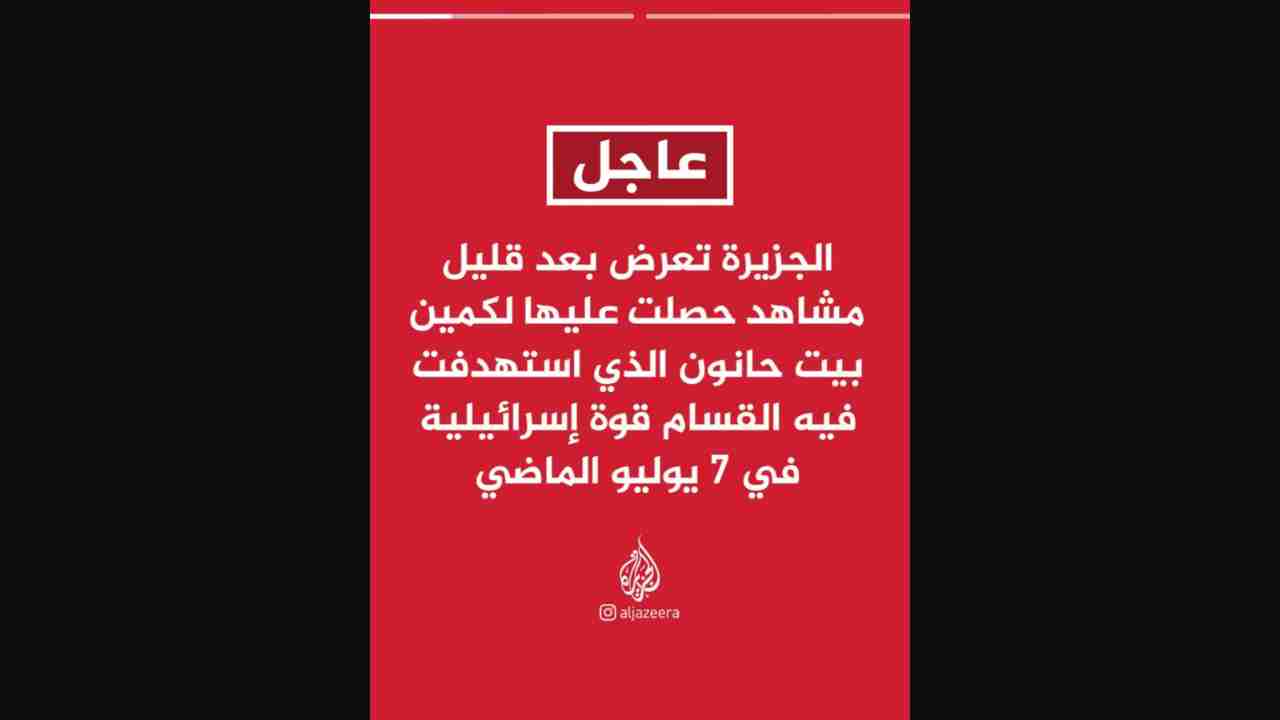 عاجل
الجزيرة تعرض بعد قليل
مشاهد حصلت عليها لكمين
بيت حانون الذي استهدفت
فيه القسام قوة إسرائيلية
في 7 يوليو الماضي
الجزيرة
aljazeera